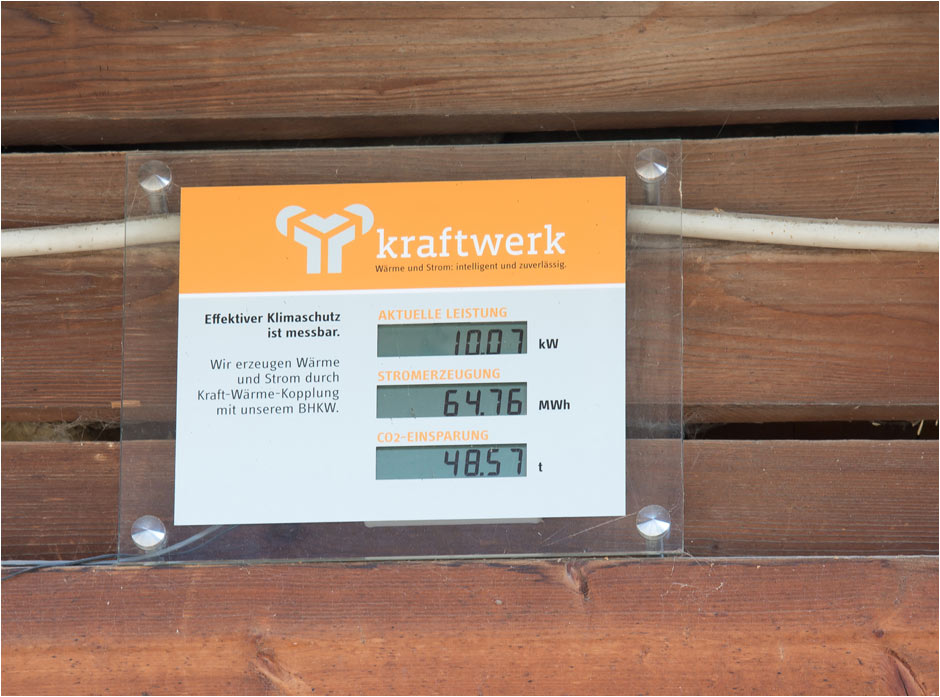 kraftwerk
Wärme und Strom: intelligent und zuverlässig.
Effektiver Klimaschutz
ist messbar.
Wir erzeugen Wärme
und Strom durch
Kraft-Wärme-Kopplung
mit unserem BHKW.
AKTUELLE LEISTUNG
10.07 kW
STROMERZEUGUNG
64.76 MWh
CO2-EINSPARUNG
48.57 t